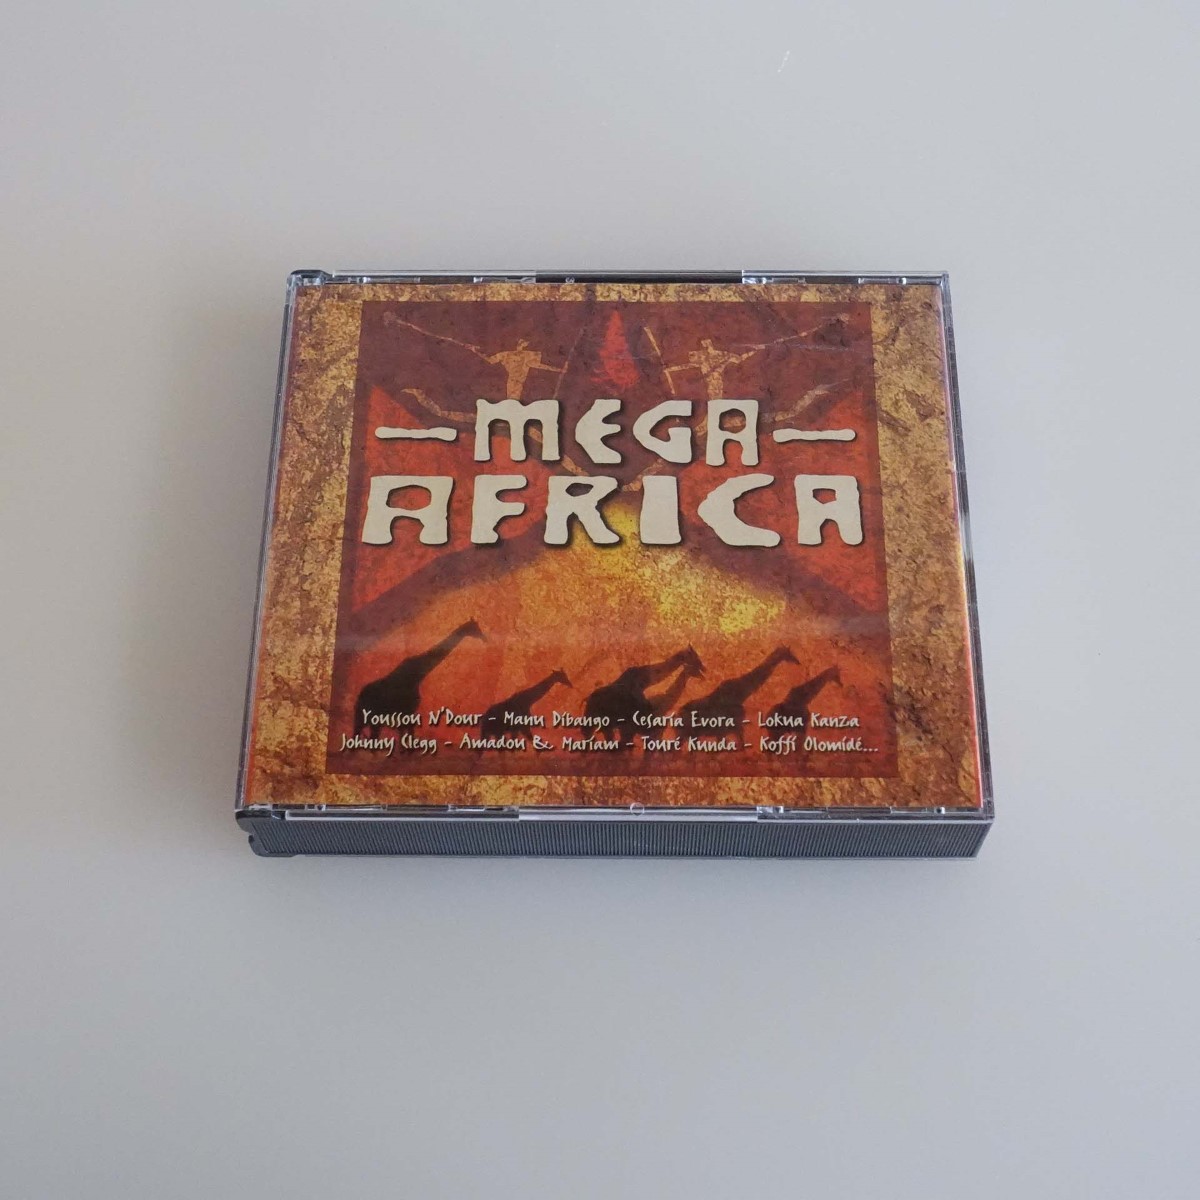 MEGA
AFRICA
Youssou N'Dour - Manu Dibango - Cesaria Evora - Lokua Kanza
Johnny Clegg - Amadou & Mariam - Touré Kunda - Koffi Olomidé...